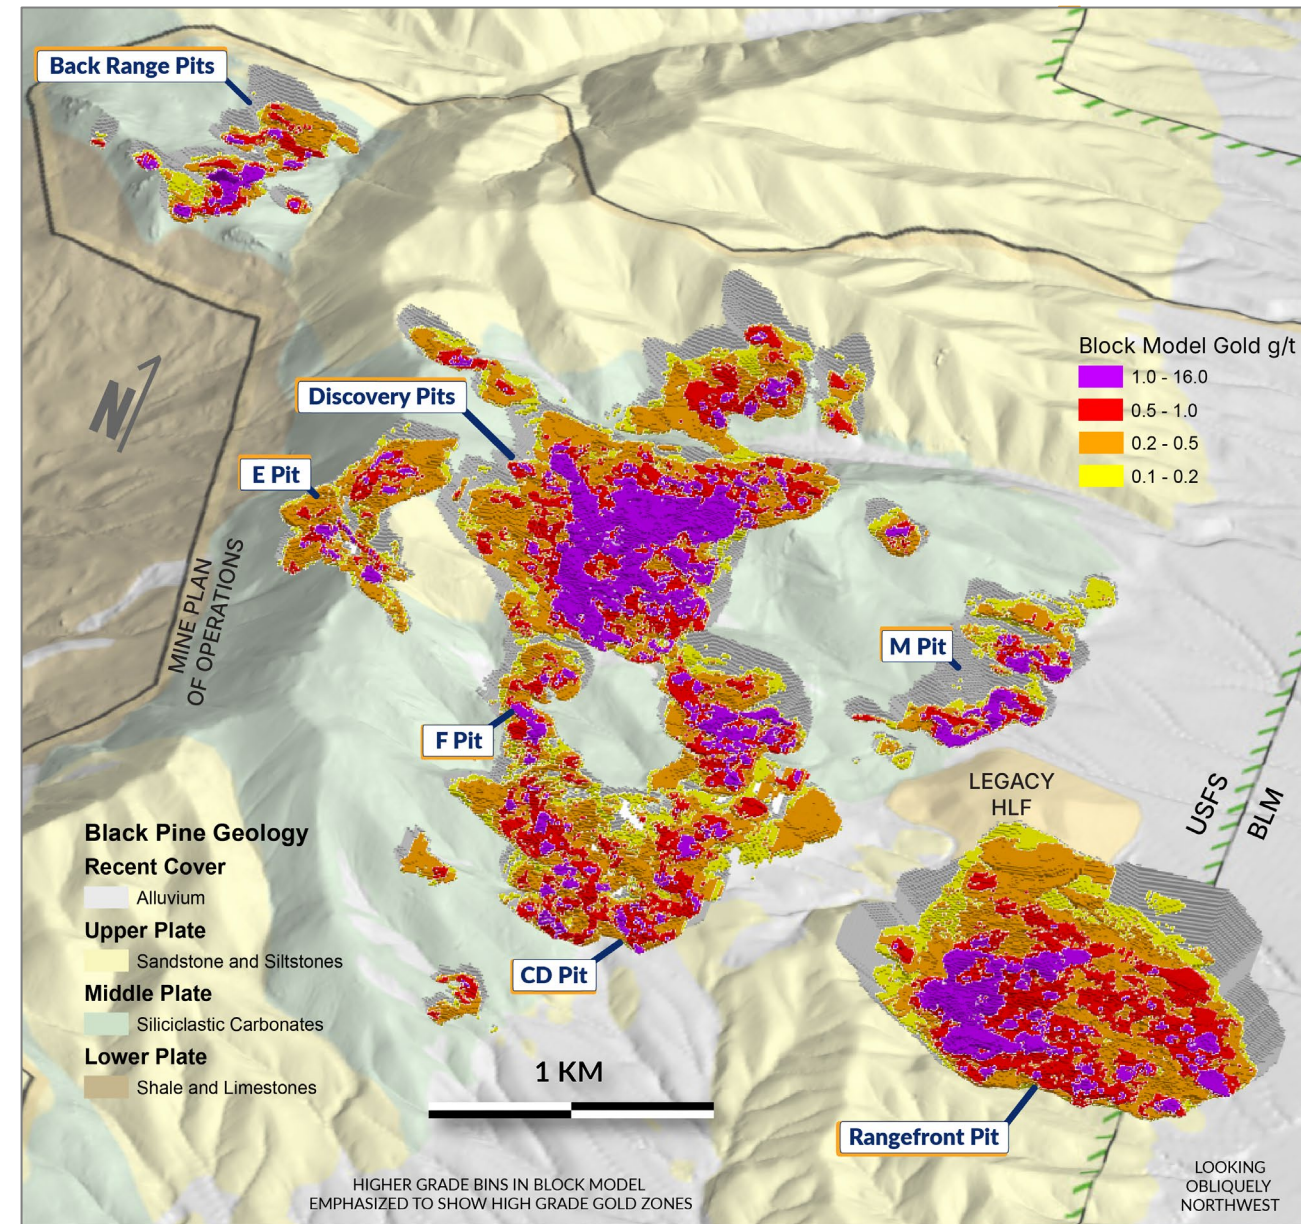 Back Range Pits
Discovery Pits
E Pit
Block Model Gold g/t
1.0 - 16.0
0.5 - 1.0
0.2 - 0.5
0.1 - 0.2
N
MINE PLAN
OF OPERATIONS
M Pit
F Pit
LEGACY
HLF
USFS
BLM
Black Pine Geology
Recent Cover
Alluvium
Upper Plate
Sandstone and Siltstones
Middle Plate
Siliciclastic Carbonates
Lower Plate
Shale and Limestones
CD Pit
1 KM
Rangefront Pit
HIGHER GRADE BINS IN BLOCK MODEL
EMPHASIZED TO SHOW HIGH GRADE GOLD ZONES
LOOKING
OBLIQUELY
NORTHWEST